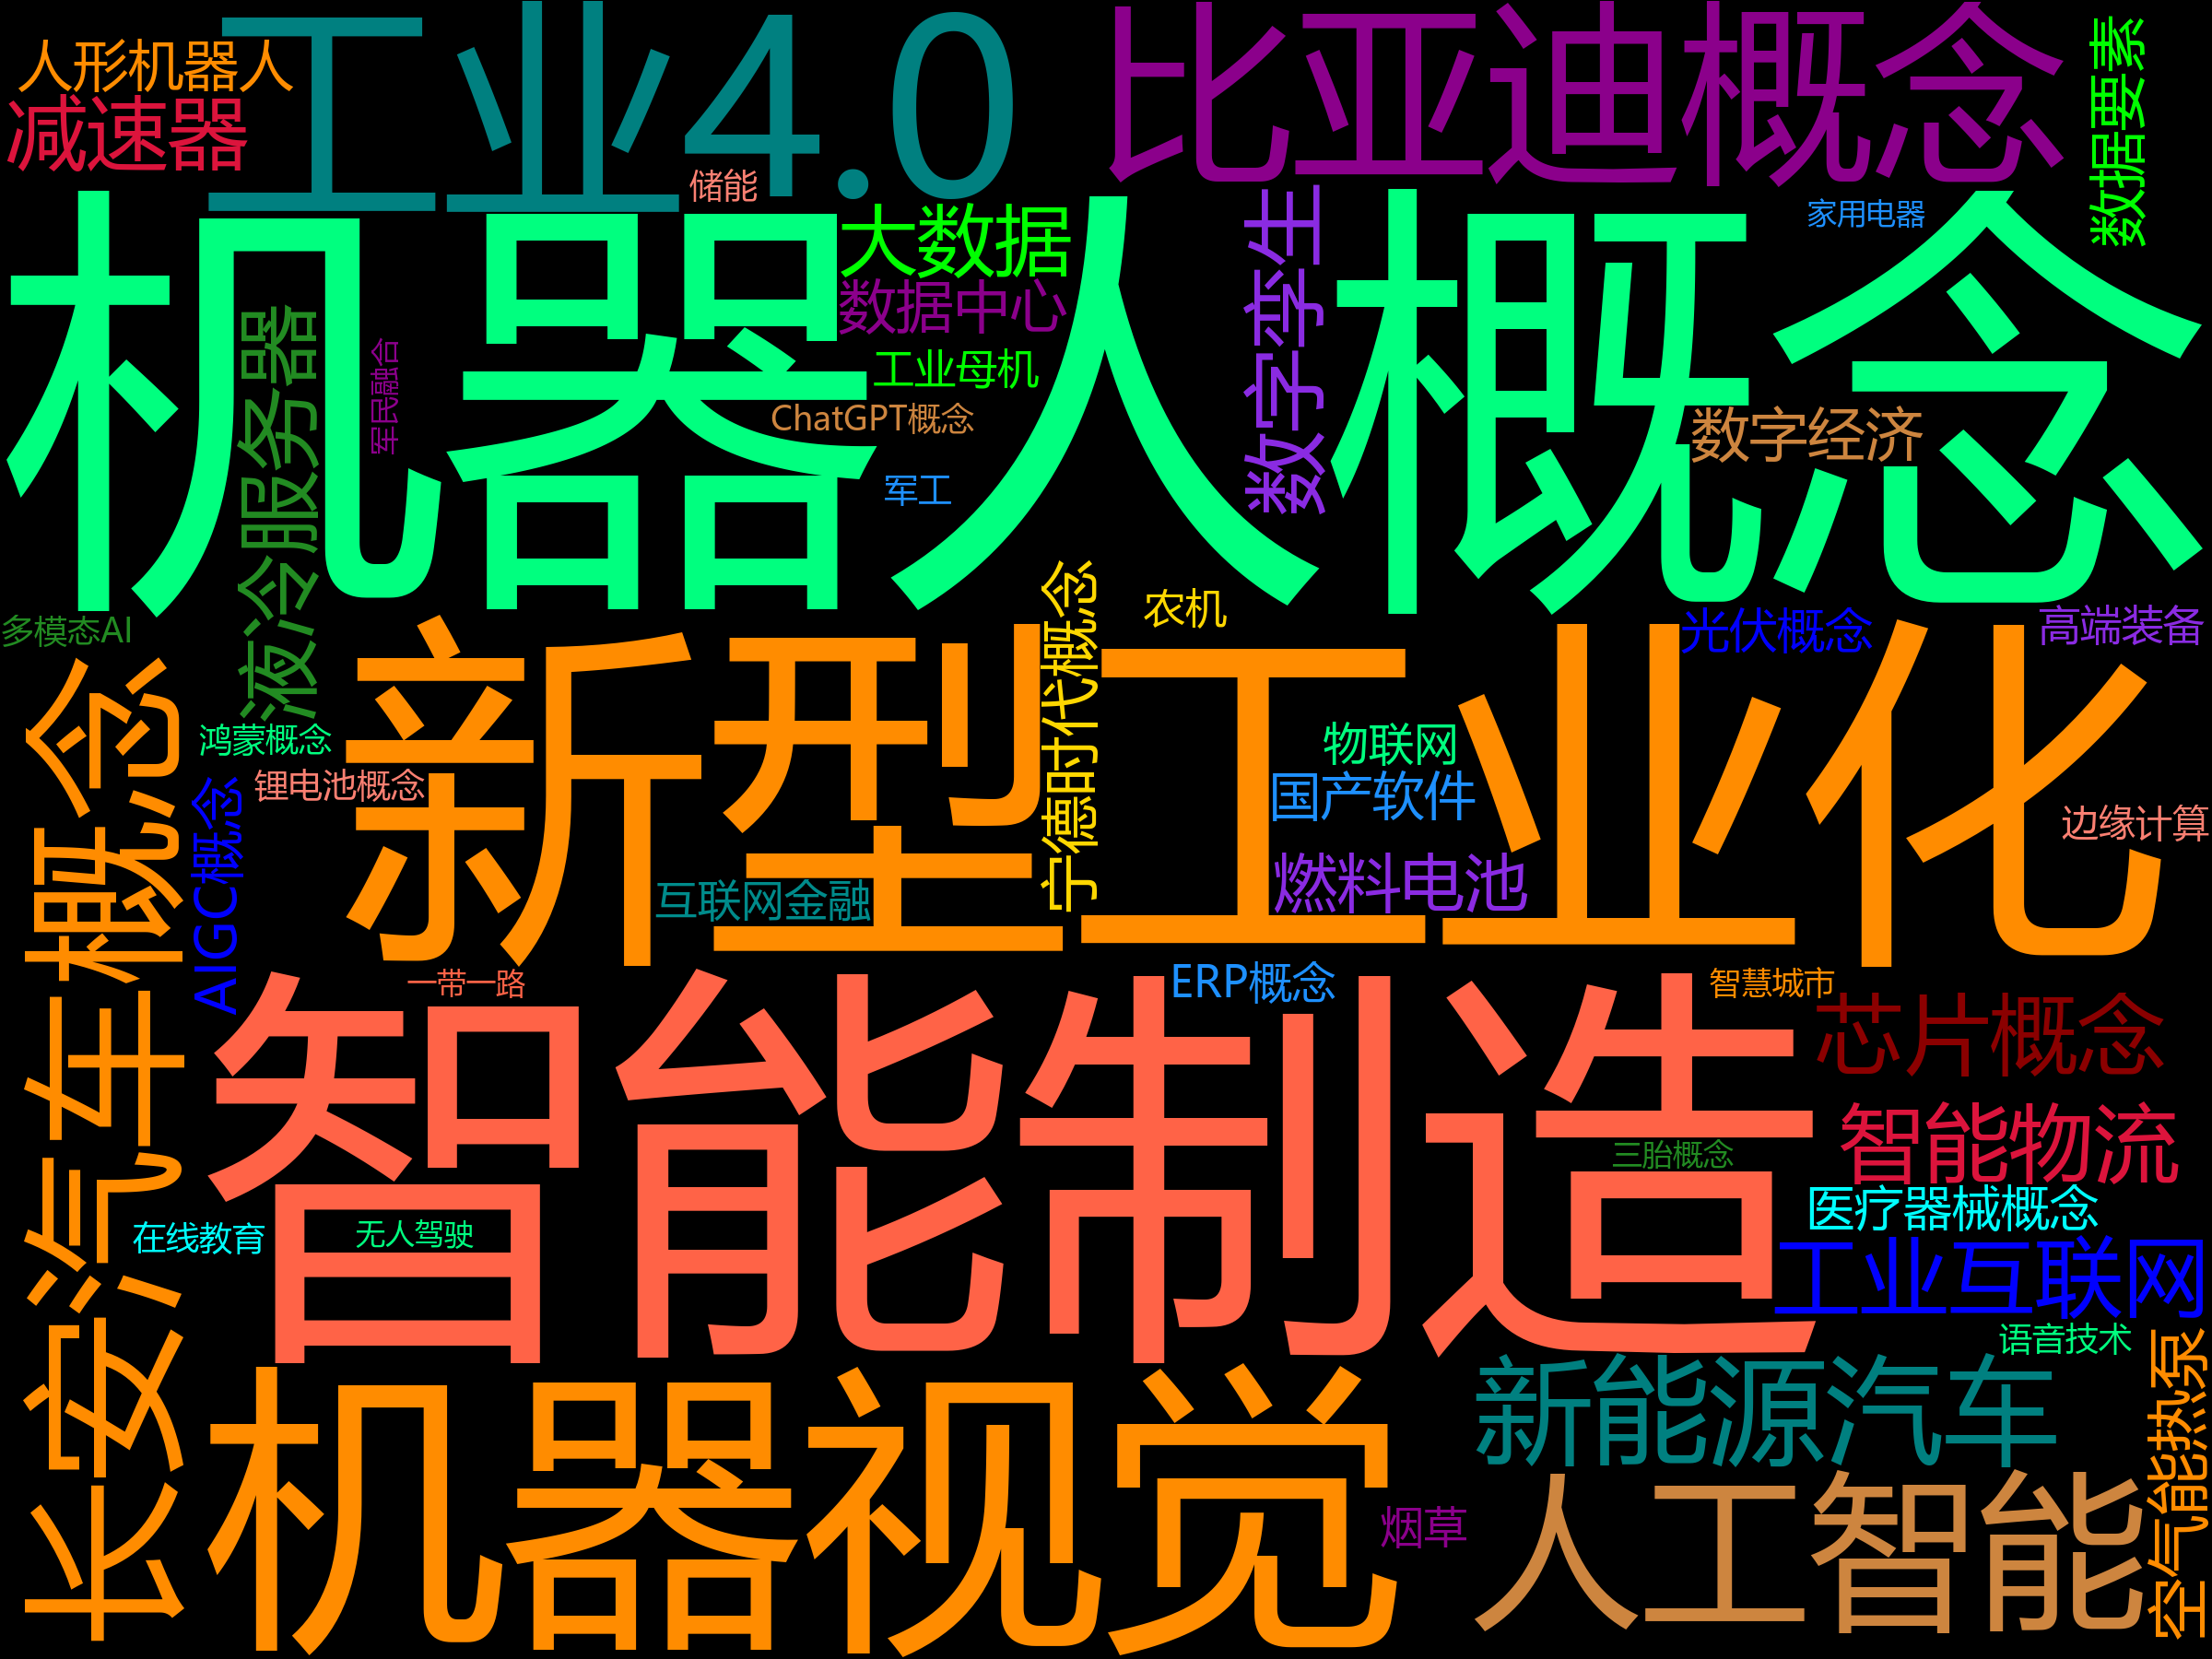 人形机器人
工业4.0
比亚迪概念
数据要素
减速器
储能
家用电器
机器人概念
大数据
数字孪生
数据中心
液冷服务器
军民融合
工业母机
ChatGPT概念
数字经济
军工
宁德时代概念
农机
多模态AI
光伏概念
高端装备
新型工业化
长安汽车概念
鸿蒙概念
物联网
锂电池概念
国产软件
AIGC概念
边缘计算
燃料电池
互联网金融
一带一路
ERP概念
智慧城市
智能制造
芯片概念
智能物流
三胎概念
医疗器械概念
在线教育
无人驾驶
工业互联网
语音技术
空气能热泵
新能源汽车
机器视觉
人工智能
烟草